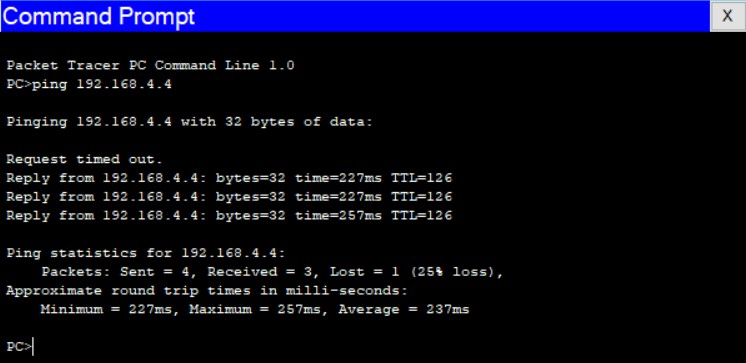 Command Prompt
X
Packet Tracer PC Command Line 1.0
PC>ping 192.168.4.4
Pinging 192.168.4.4 with 32 bytes of data:
Request timed out.
Reply from 192.168.4.4: bytes=32 time=227ms TTL=126
Reply from 192.168.4.4: bytes=32 time=227ms TTL=126
Reply from 192.168.4.4: bytes=32 time=257ms TTL=126
Ping statistics for 192.168.4.4:
Packets: Sent = 4, Received = 3, Lost = 1 (25% loss),
Approximate round trip times in milli-seconds:
Minimum = 227ms, Maximum = 257ms, Average = 237ms
PC>